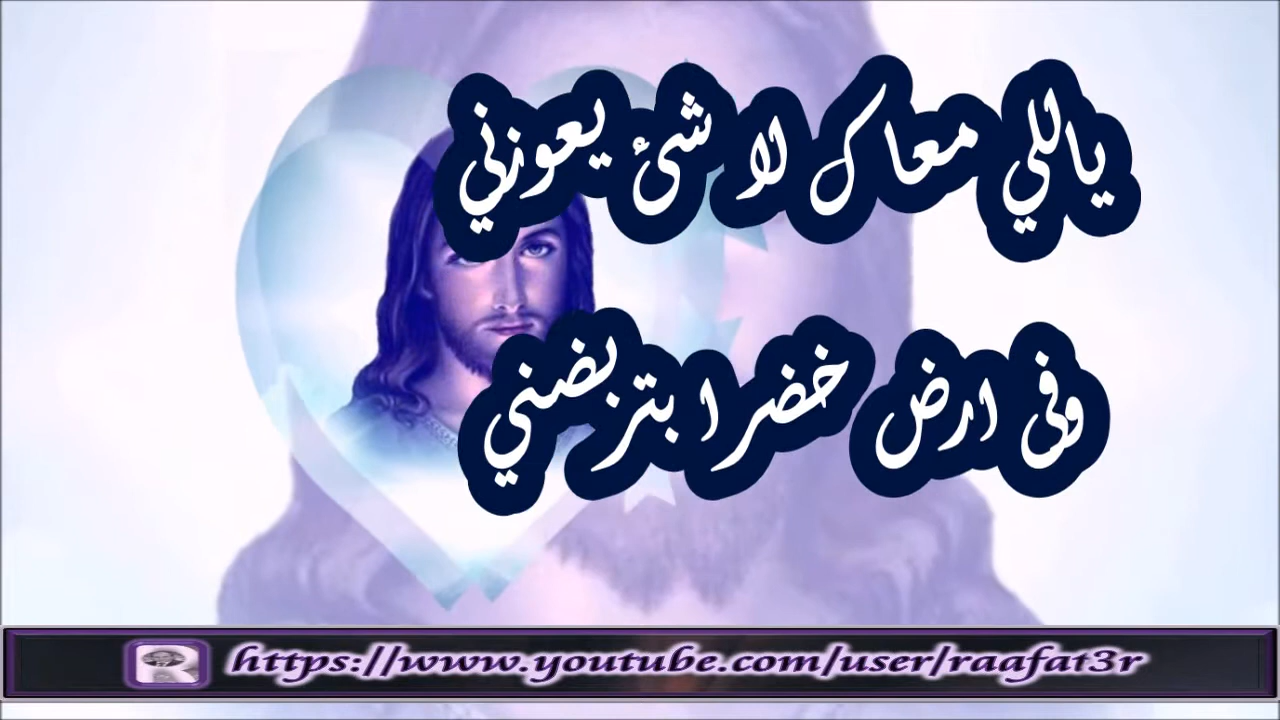 ياللي معاك لا شئ يعوزني
وفى ارض خضرا بتربضني
https://www.youtube.com/user/raafat3r